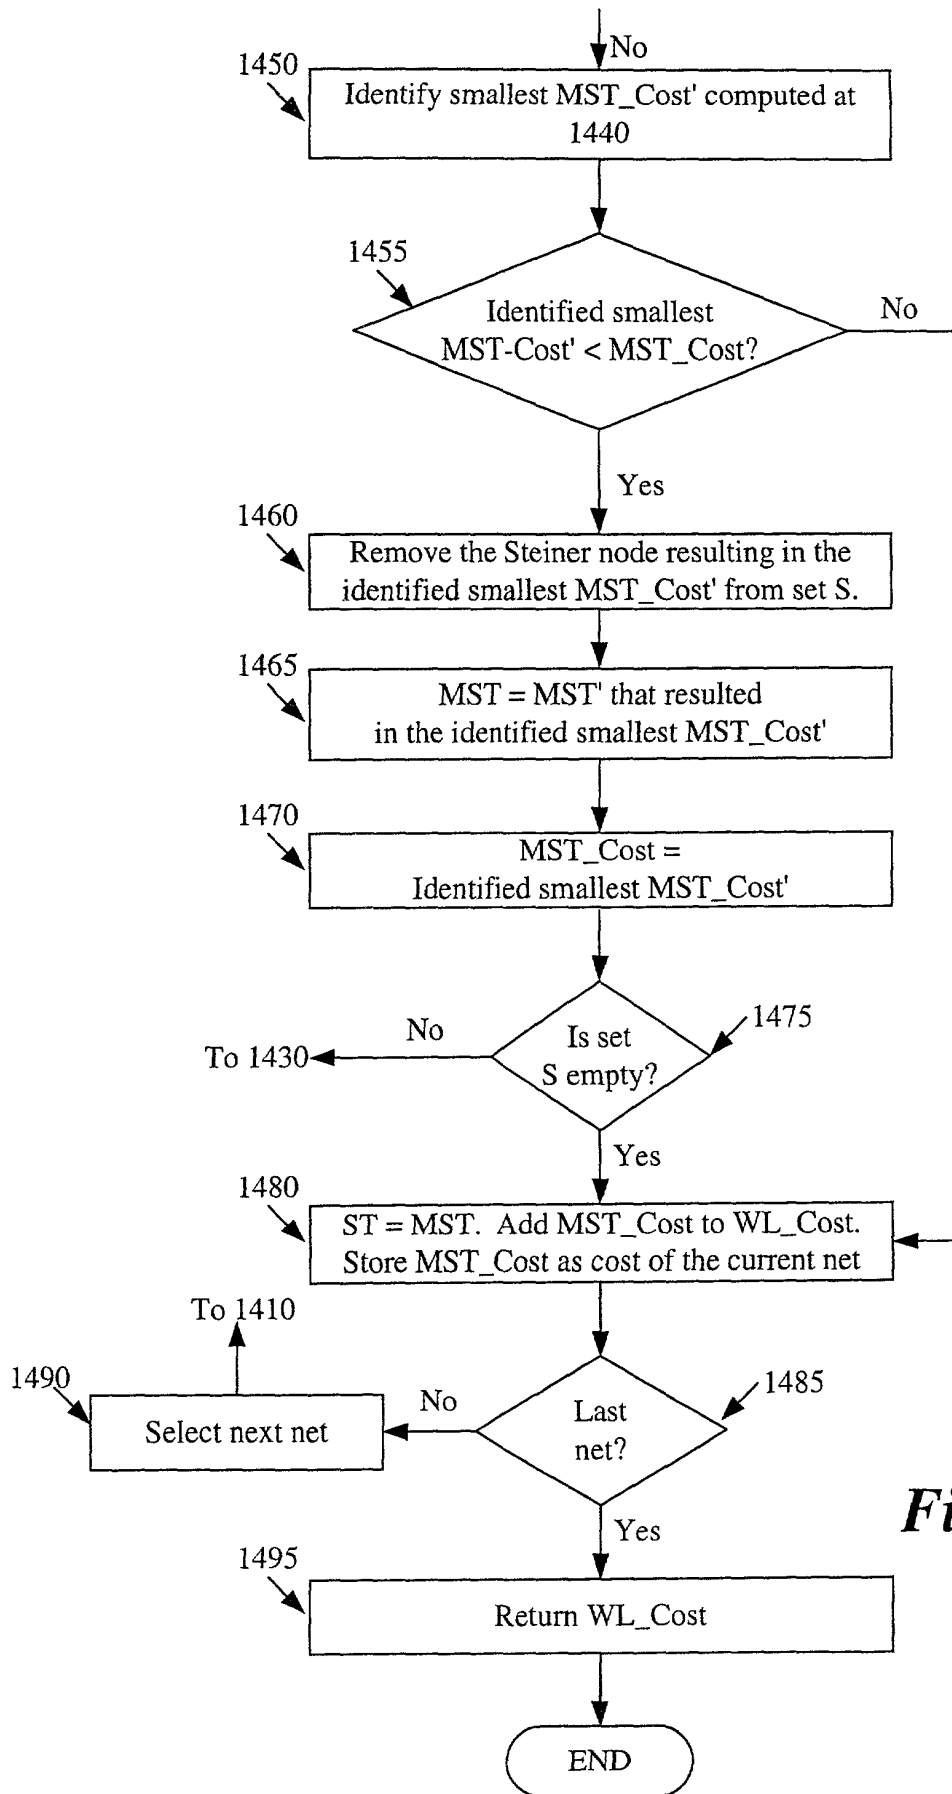 No
1450
Identify smallest MST_Cost' computed at
1440
1455
Identified smallest
MST-Cost' < MST_Cost?
No
Yes
1460
Remove the Steiner node resulting in the
identified smallest MST_Cost' from set S.
1465
MST = MST' that resulted
in the identified smallest MST_Cost'
1470
MST_Cost =
Identified smallest MST_Cost'
1475
Is set
S empty?
No
To 1430
Yes
1480
ST = MST. Add MST_Cost to WL_Cost.
Store MST_Cost as cost of the current net
To 1410
1490
Select next net
No
1485
Last
net?
Fi
Yes
1495
Return WL_Cost
END